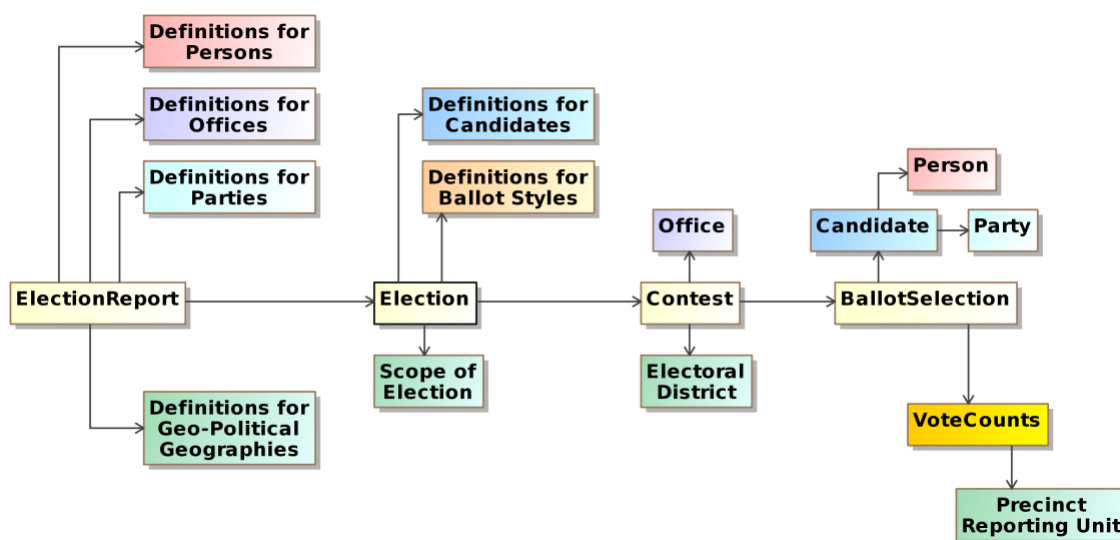 Definitions for
Persons
Definitions for
Offices
Definitions for
Parties
ElectionReport
Definitions for
Geo-Political
Geographies
Definitions for
Candidates
Definitions for
Ballot Styles
Election
Scope of
Election
Office
Contest
Electoral
District
Person
Candidate
Party
BallotSelection
VoteCounts
Precinct
Reporting Unit